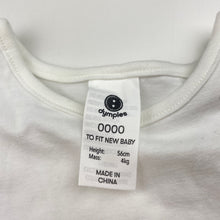 dymples
0000
TO FIT NEW BABY
Height: 56cm
Mass: 4kg
MADE IN
CHINA